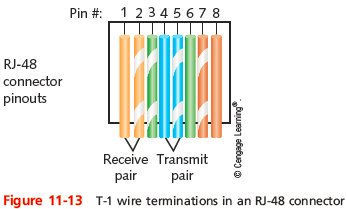 Pin #: 1 2 3 4 5 6 7 8
RJ-48
connector
pinouts
Receive pair
Transmit pair
© Cengage Learning®.
Figure 11-13 T-1 wire terminations in an RJ-48 connector